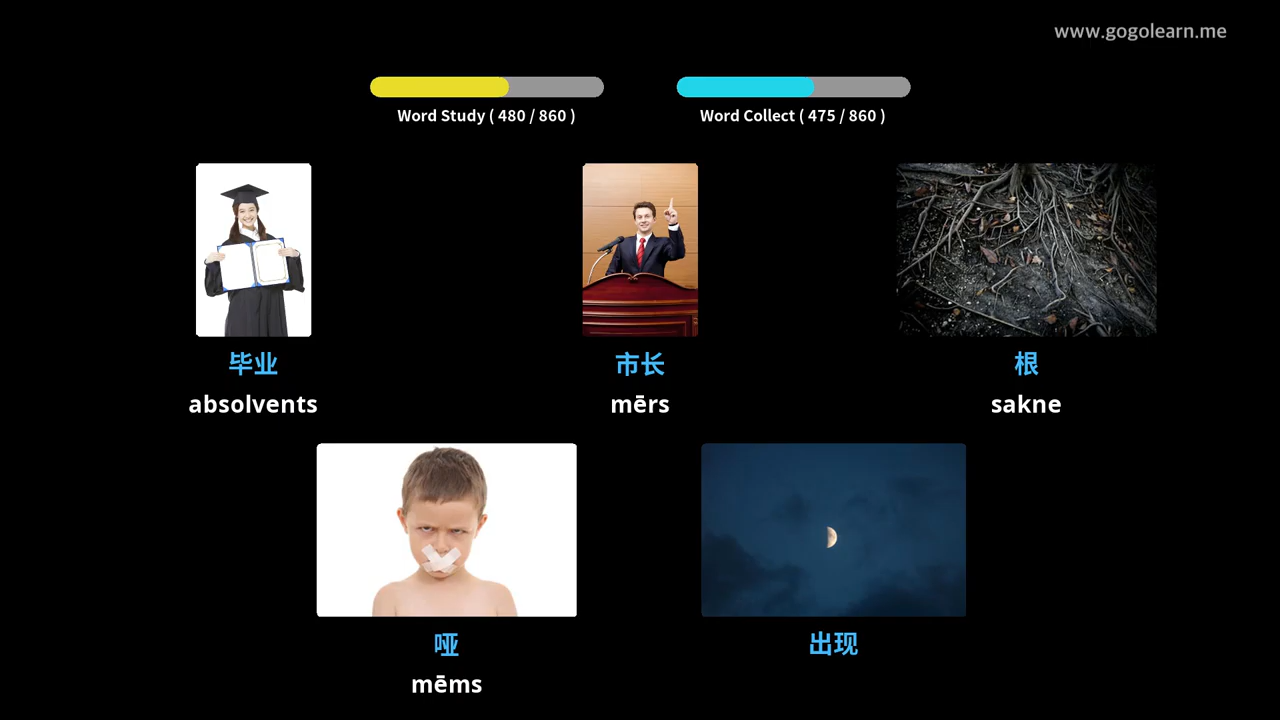 www.gogolearn.me
Word Study ( 480 / 860 )
Word Collect ( 475 / 860 )
毕业
absolvents
市长
mērs
根
sakne
哑
mēms
出现